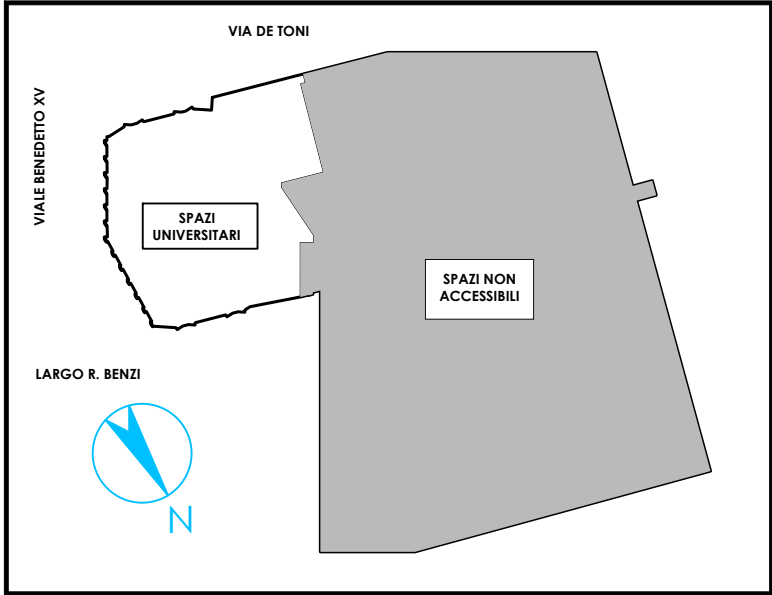 VIA DE TONI
VIALE BENEDETTO XV
SPAZI
UNIVERSITARI
SPAZI NON
ACCESSIBILI
LARGO R. BENZI
N